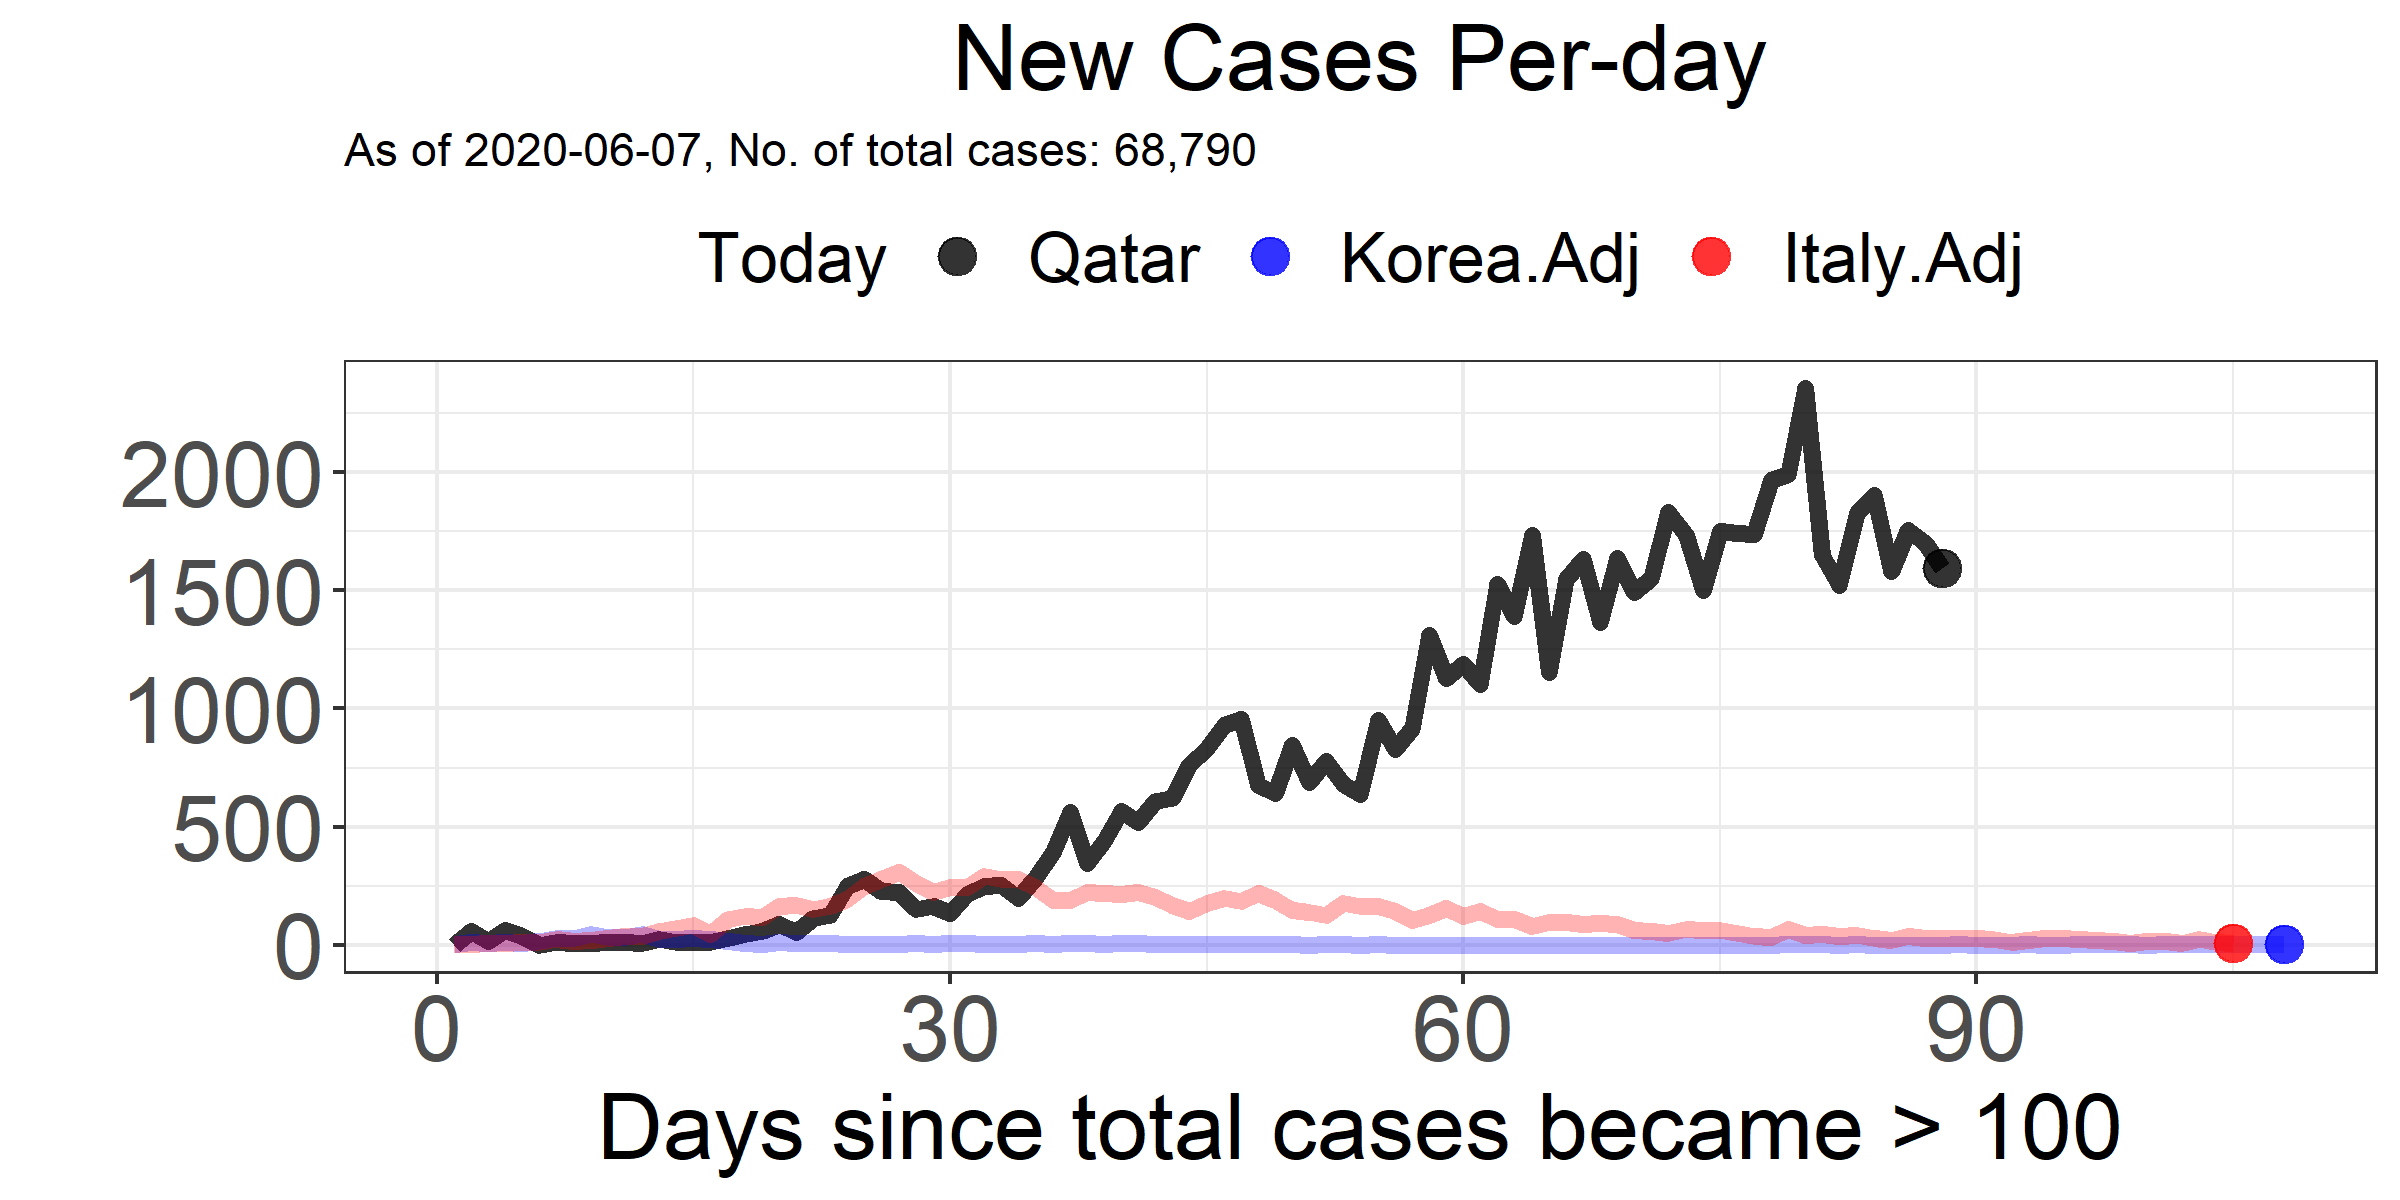 New Cases Per-day
As of 2020-06-07, No. of total cases: 68,790
Today Qatar Korea.Adj Italy.Adj
2000
1500
1000
500
0
0 30 60 90
Days since total cases became > 100